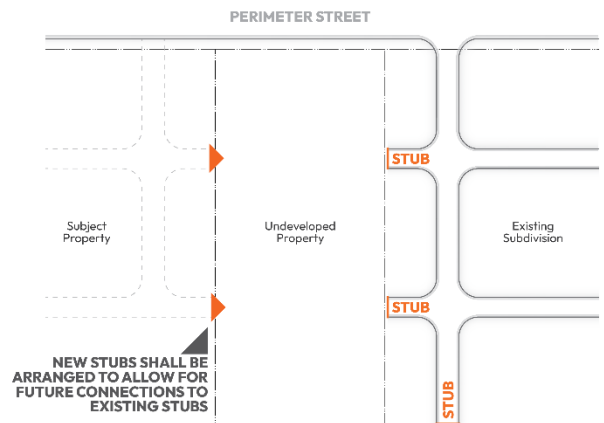 PERIMETER STREET
STUB
Subject
Property
Undeveloped
Property
Existing
Subdivision
STUB
NEW STUBS SHALL BE
ARRANGED TO ALLOW FOR
FUTURE CONNECTIONS TO
EXISTING STUBS
STUB